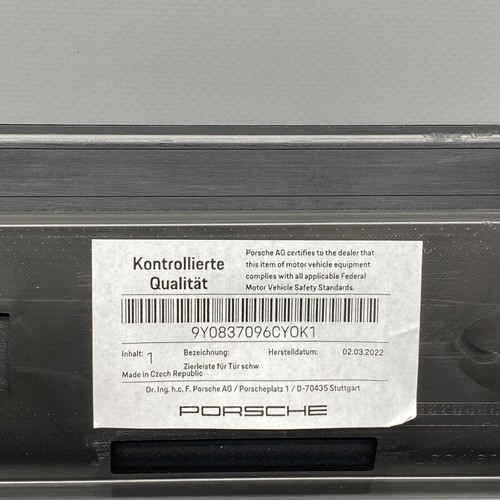 Kontrollierte
Qualität
Porsche AG certifies to the dealer that
this item of motor vehicle equipment
complies with all applicable Federal
Motor Vehicle Safety Standards.
9Y0837096CYOK1
Inhalt: 1 Bezeichnung: Herstelldatum: 02.03.2022
Zierleiste für Tür schw
Made in Czech Republic
Dr. Ing. h.c. F. Porsche AG / Porscheplatz 1 / D-70435 Stuttgart
PORSCHE